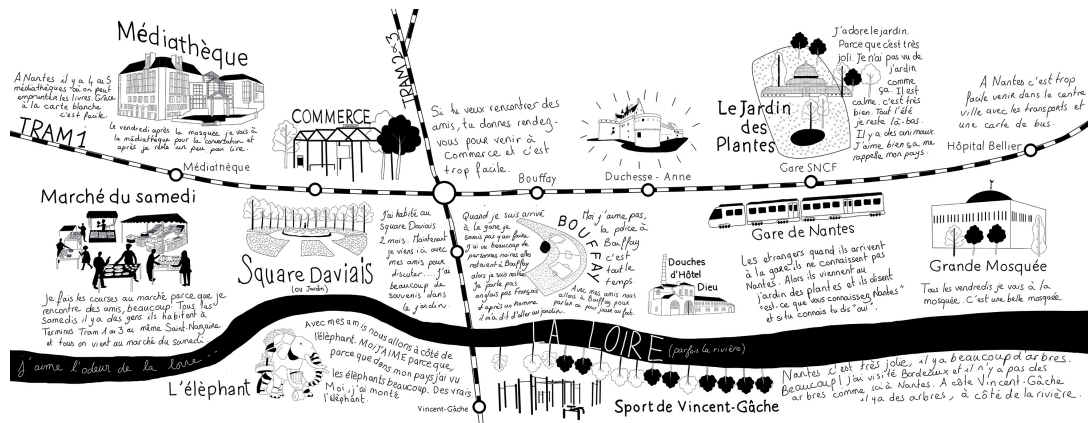 Médiathèque
A Nantes il y a 4 ou 5
médiathèques où on peut
emprunter les livres. Grâce
à la carte blanche
c'est facile.
Le vendredi après la mosquée, je vais à
la médiathèque pour la conversation et
après je reste un peu pour lire.
TRAM 1
Médiathèque
COMMERCE
TRAM 2 et 3
Si tu veux rencontrer des
amis, tu donnes rendez-
vous pour venir à
Commerce et c'est
trop facile.
Bouffay
Duchesse - Anne
Le Jardin
des
Plantes
J'adore le jardin.
Parce que c'est très
joli. Je n'ai pas vu de
jardin
comme
ça. Il est
calme. c'est très
bien. Tout l'été
je reste là-bas.
Il y a des animaux.
J'aime bien ça me
rappelle mon pays.
Gare SNCF
A Nantes c'est trop
facile venir dans le centre
ville avec les transports et
une carte de bus.
Hôpital Bellier
Marché du samedi
Je fais les courses au marché parce que je
rencontre des amis, beaucoup. Tous les
Samedis il y a des gens ils habitent à
Terminus Tram 1 ou 3 ou même Saint-Nazaire
et tous on vient au marché du samedi
Square Daviais
(ou Jardin)
J'ai habité au
Square Daviais
2 mois. Maintenant
je viens ici avec
mes amis pour
discuter... J'ai
beaucoup de
souvenirs dans
le jardin.
Quand je suis arrivé
à la gare je
savais pas quoi faire
j'ai vu beaucoup de
personnes noires elles
restaient à Bouffay
alors je suis resté.
Je parle pas
anglais pas français
et après un homme
il m'a dit d'aller au jardin.
BOUFFAY
Moi j'aime pas,
la police à
Bouffay
c'est
tout le
temps.
Avec mes amis nous
allons à Bouffay pour
parler un peu, jouer au foot.
Douches
d'Hôtel
Dieu
Gare de Nantes
Les étrangers quand ils arrivent
à la gare ils ne connaissent pas
Nantes. Alors ils viennent au
jardin des plantes et ils disent
"est-ce que vous connaissez Nantes"
et si tu connais tu dis "oui".
Grande Mosquée
Tous les vendredis je vais à la
mosquée. C'est une belle mosquée.
LA LOIRE (parfois la rivière)
j'aime l'odeur de la loire...
L'éléphant
Avec mes amis nous allons à côté de
l'éléphant. Moi J'AIME parce que,
parce que dans mon pays j'ai vu
les éléphants beaucoup. Des vrais
Moi, j'ai monté
l'éléphant.
Vincent-Gâche
Sport de Vincent-Gâche
Nantes c'est très jolie, il y a beaucoup d'arbres.
Beaucoup! j'ai visité Bordeaux et il n'y a pas des
arbres comme ici à Nantes. A côté Vincent-Gâche
il y a des arbres, à côté de la rivière.